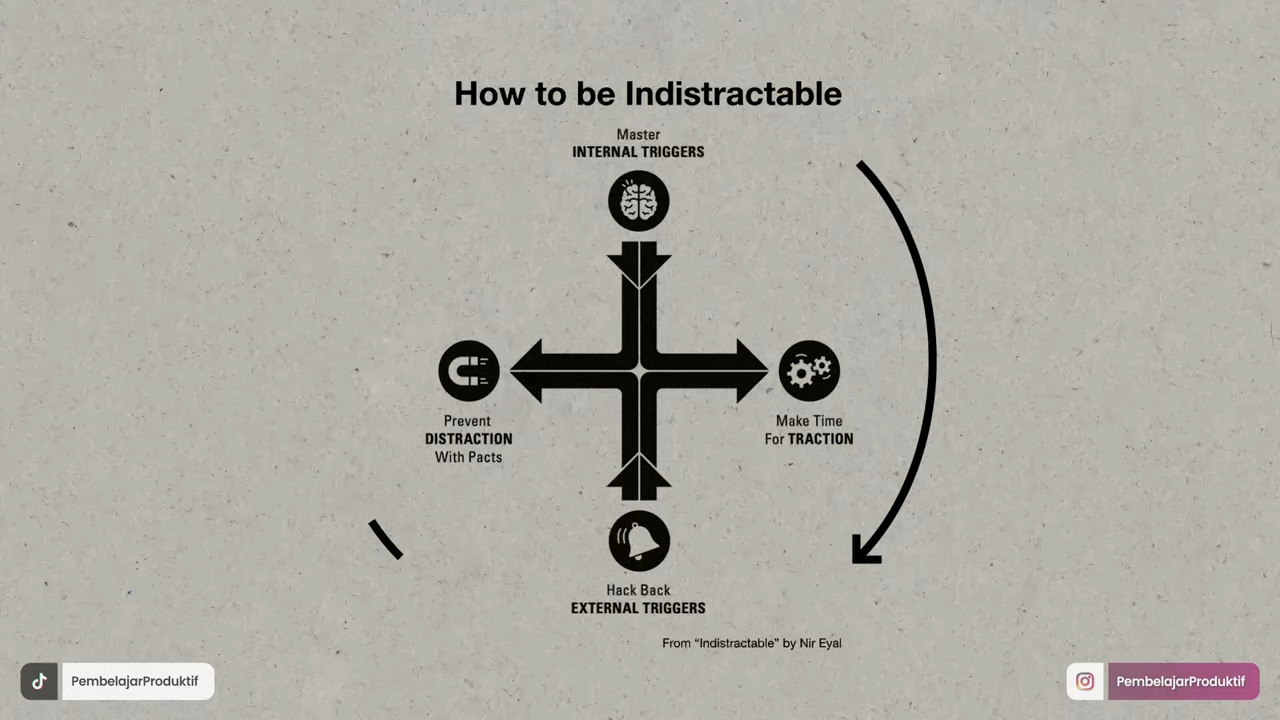 How to be Indistractable
Master
INTERNAL TRIGGERS
Prevent
DISTRACTION
With Pacts
Make Time
For TRACTION
Hack Back
EXTERNAL TRIGGERS
From “Indistractable” by Nir Eyal
PembelajarProduktif
PembelajarProduktif